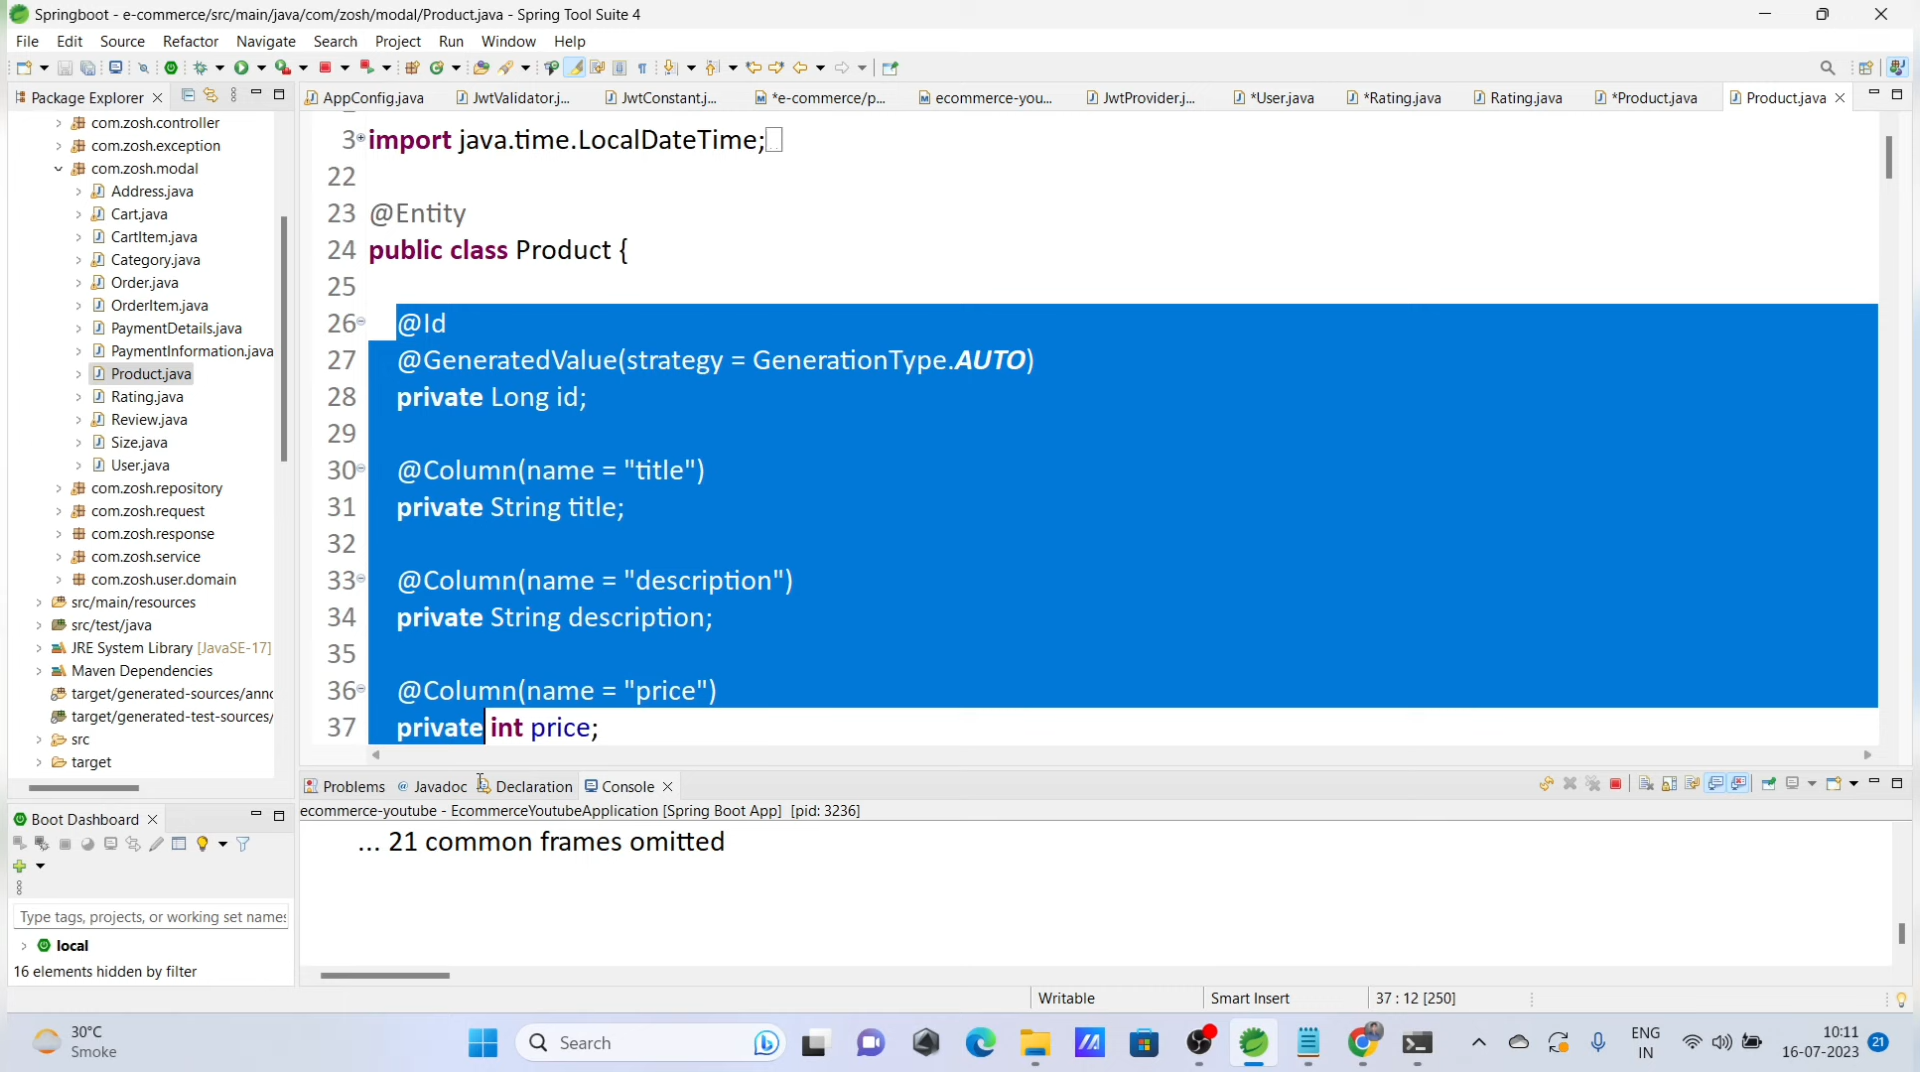 Springboot - e-commerce/src/main/java/com/zosh/modal/Product.java - Spring Tool Suite 4
File Edit Source Refactor Navigate Search Project Run Window Help
Package Explorer
com.zosh.controller
com.zosh.exception
com.zosh.modal
Address.java
Cart.java
CartItem.java
Category.java
Order.java
OrderItem.java
PaymentDetails.java
PaymentInformation.java
Product.java
Rating.java
Review.java
Size.java
User.java
com.zosh.repository
com.zosh.request
com.zosh.response
com.zosh.service
com.zosh.user.domain
src/main/resources
src/test/java
JRE System Library [JavaSE-17]
Maven Dependencies
target/generated-sources/anno
target/generated-test-sources/
src
target
Boot Dashboard
Type tags, projects, or working set names
local
16 elements hidden by filter
AppConfig.java JwtValidator.j... JwtConstant.j... *e-commerce/p... ecommerce-you... JwtProvider.j... *User.java *Rating.java Rating.java *Product.java Product.java
3 import java.time.LocalDateTime;
22
23 @Entity
24 public class Product {
25
26 @Id
27 @GeneratedValue(strategy = GenerationType.AUTO)
28 private Long id;
29
30 @Column(name = "title")
31 private String title;
32
33 @Column(name = "description")
34 private String description;
35
36 @Column(name = "price")
37 private int price;
Problems @ Javadoc Declaration Console
ecommerce-youtube - EcommerceYoutubeApplication [Spring Boot App] [pid: 3236]
... 21 common frames omitted
Writable Smart Insert 37 : 12 [250]
30°C
Smoke
Search
ENG
IN
10:11
16-07-2023
21